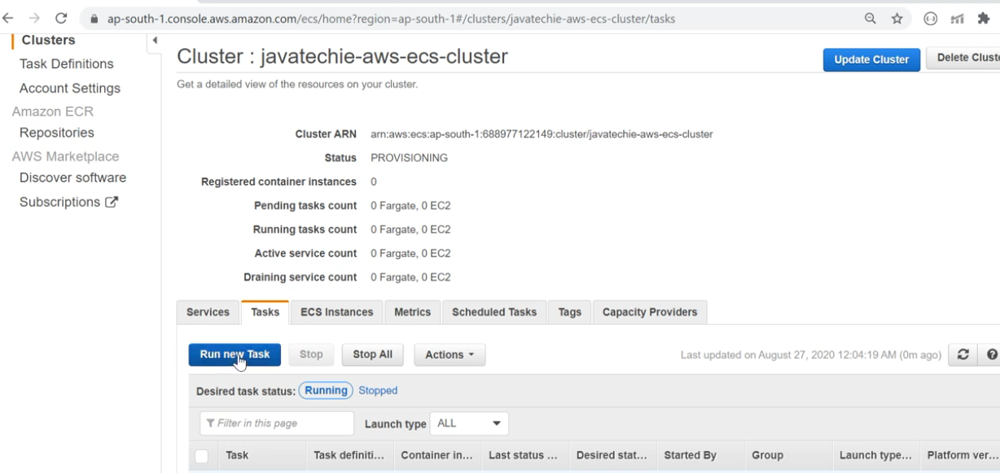 ap-south-1.console.aws.amazon.com/ecs/home?region=ap-south-1#/clusters/javatechie-aws-ecs-cluster/tasks
Clusters
Task Definitions
Account Settings
Amazon ECR
Repositories
AWS Marketplace
Discover software
Subscriptions
Cluster : javatechie-aws-ecs-cluster
Update Cluster
Delete Cluste
Get a detailed view of the resources on your cluster.
Cluster ARN arn:aws:ecs:ap-south-1:688977122149:cluster/javatechie-aws-ecs-cluster
Status PROVISIONING
Registered container instances 0
Pending tasks count 0 Fargate, 0 EC2
Running tasks count 0 Fargate, 0 EC2
Active service count 0 Fargate, 0 EC2
Draining service count 0 Fargate, 0 EC2
Services Tasks ECS Instances Metrics Scheduled Tasks Tags Capacity Providers
Run new Task Stop Stop All Actions Last updated on August 27, 2020 12:04:19 AM (0m ago)
Desired task status: Running Stopped
Filter in this page Launch type ALL
Task Task definiti... Container in... Last status ... Desired stat... Started By Group Launch type... Platform ver...